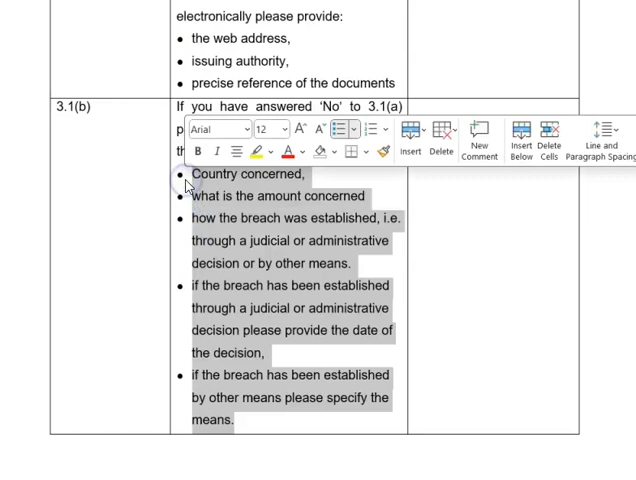 electronically please provide:
• the web address,
• issuing authority,
• precise reference of the documents
3.1(b)
If you have answered ‘No’ to 3.1(a)
p
Arial
12
B I
Insert
Delete
New
Comment
Insert
Below
Delete
Cells
Line and
Paragraph Spacing
th
• Country concerned,
• what is the amount concerned
• how the breach was established, i.e.
through a judicial or administrative
decision or by other means.
• if the breach has been established
through a judicial or administrative
decision please provide the date of
the decision,
• if the breach has been established
by other means please specify the
means.